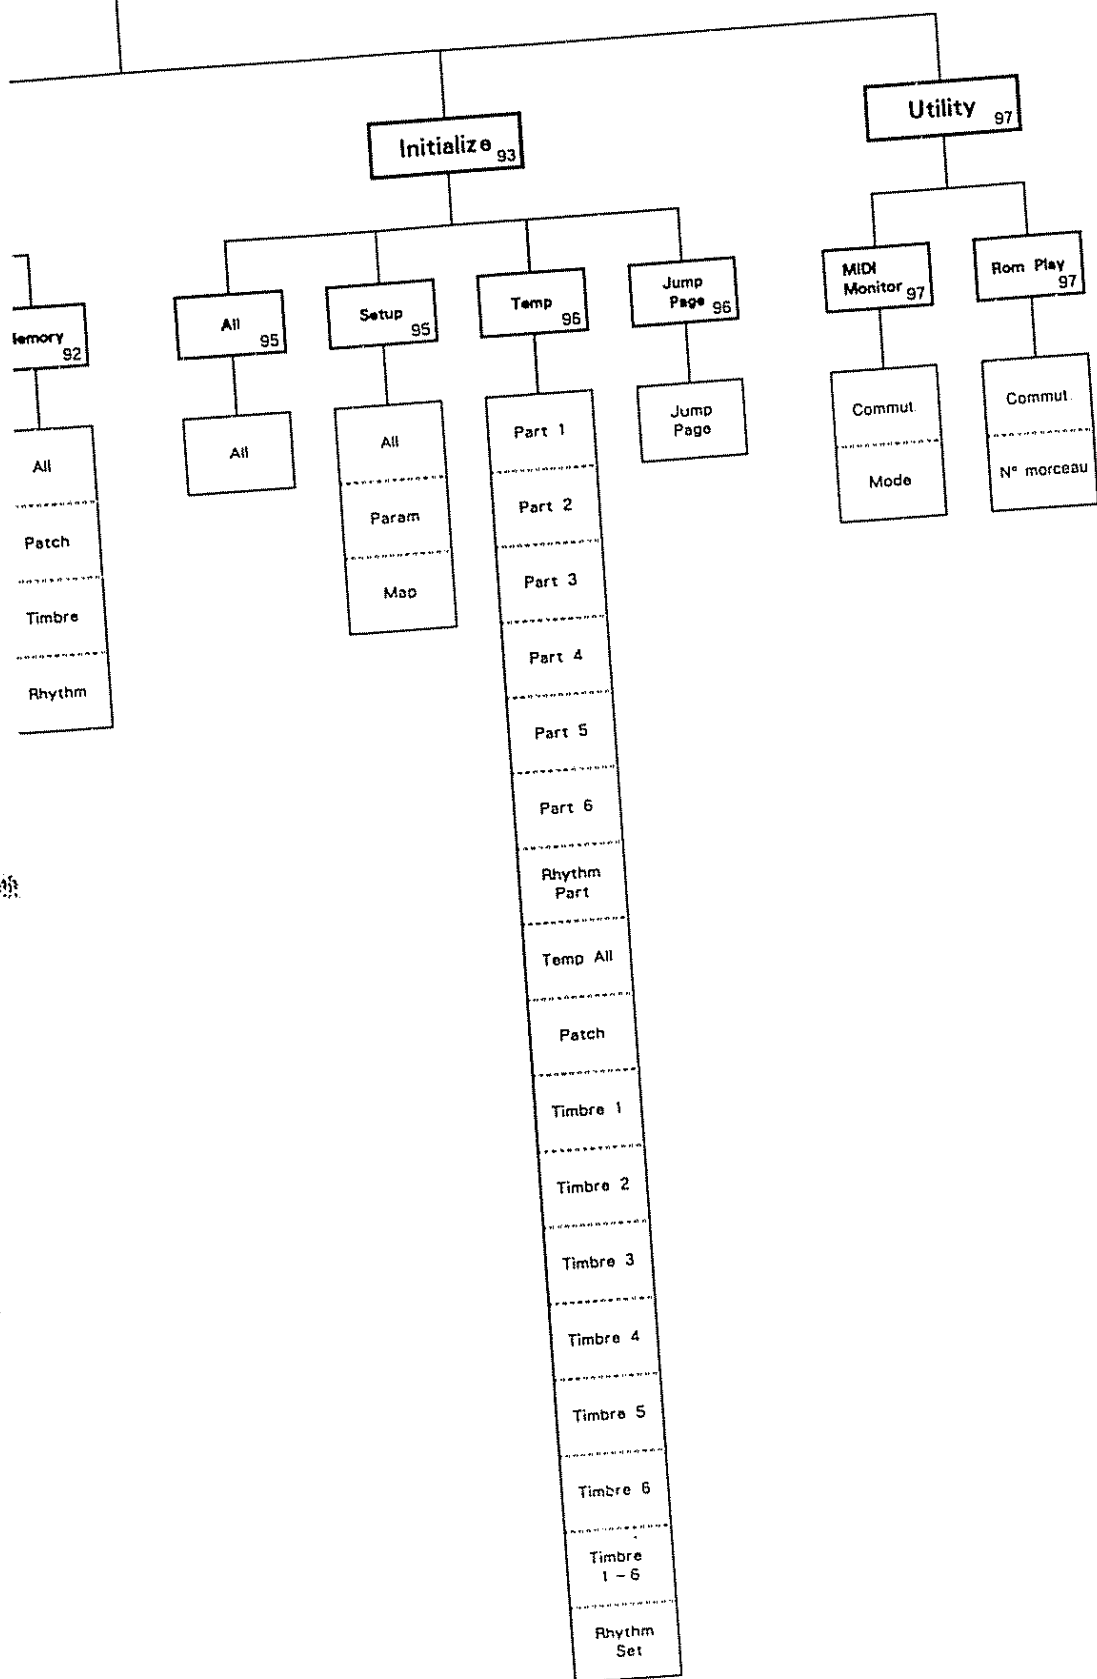 Utility 97
Initialize 93
MIDI
Monitor 97
Rom Play
97
Jump
Page 96
Temp
96
Setup
95
All
95
92
Commut.
Mode
Commut.
N° morceau
Jump
Page
All
Param
Map
All
All
Patch
Timbre
Rhythm
Part 1
Part 2
Part 3
Part 4
Part 5
Part 6
Rhythm
Part
Temp All
Patch
Timbre 1
Timbre 2
Timbre 3
Timbre 4
Timbre 5
Timbre 6
Timbre
1 - 6
Rhythm
Set